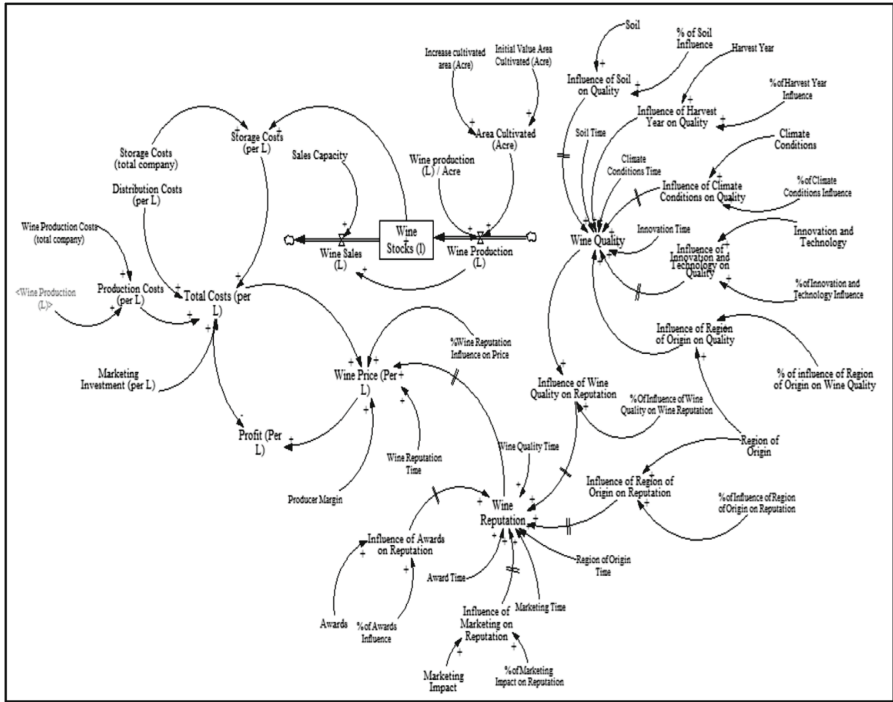 Soil
% of Soil
Influence
Harvest Year
Increase cultivated
area (Acre)
Initial Value Area
Cultivated (Acre)
Influence of Soil
on Quality
% of Harvest Year
Influence
Influence of Harvest
Year on Quality
Storage Costs
(per L)
Area Cultivated
(Acre)
Soil Time
Climate
Conditions
Storage Costs
(total company)
Sales Capacity
Wine production
(L) / Acre
Climate
Conditions Time
Influence of Climate
Conditions on Quality
% of Climate
Conditions Influence
Distribution Costs
(per L)
Wine Production Costs
(total company)
Wine
Stocks (l)
Wine Sales
(L)
Wine Production
(L)
Wine Quality
Innovation Time
Innovation and
Technology
Influence of
Innovation and
Technology on
Quality
% of Innovation and
Technology Influence
<Wine Production
(L)>
Production Costs
(per L)
Total Costs (per
L)
Influence of Region
of Origin on Quality
%Wine Reputation
Influence on Price
Marketing
Investment (per L)
Wine Price (Per
L)
Influence of Wine
Quality on Reputation
% of influence of Region
of Origin on Wine Quality
%Of Influence of Wine
Quality on Wine Reputation
Profit (Per
L)
Wine Reputation
Time
Wine Quality Time
Region of
Origin
Producer Margin
Influence of Region of
Origin on Reputation
% of Influence of Region
of Origin on Reputation
Wine
Reputation
Influence of Awards
on Reputation
Region of Origin
Time
Award Time
Marketing Time
Awards
% of Awards
Influence
Influence of
Marketing on
Reputation
Marketing
Impact
% of Marketing
Impact on Reputation